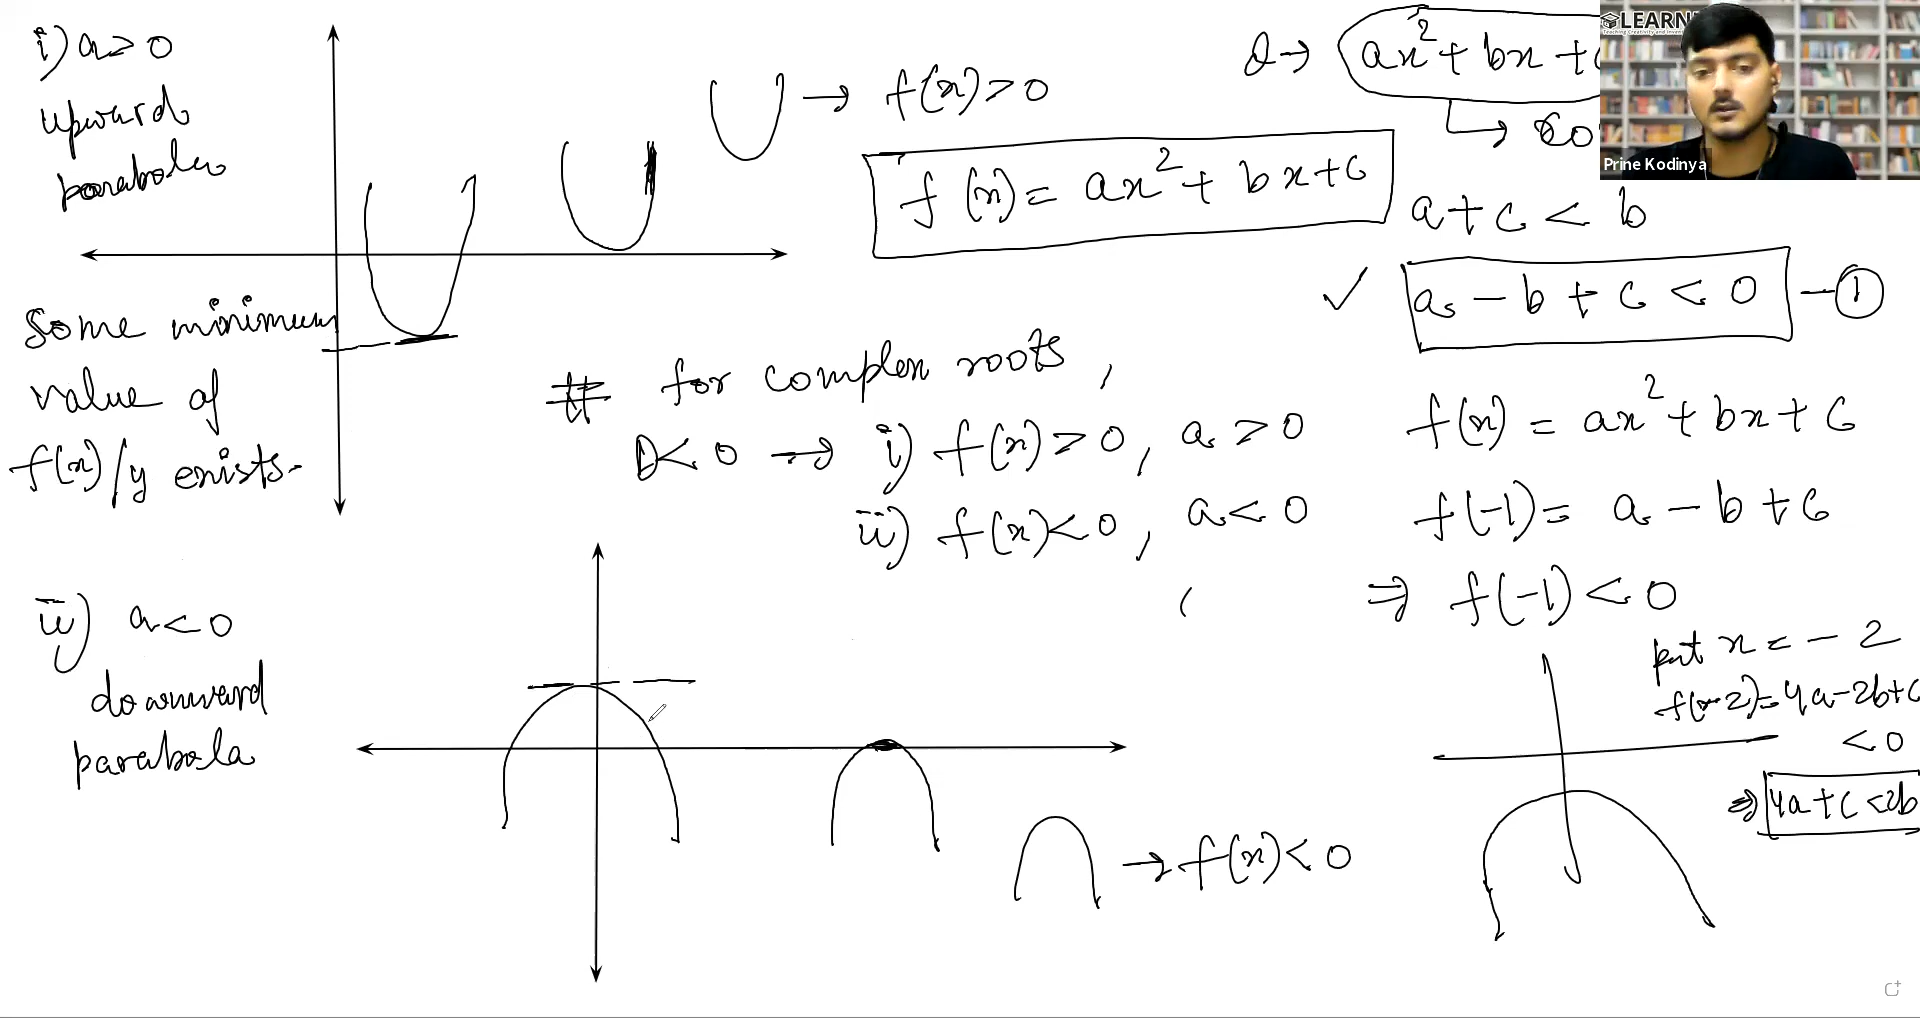 i) a > 0
upward
parabola
some minimum
value of
f(x)/y exists.
→ f(x) > 0
f(x) = ax² + bx + c
# for complex roots,
D < 0 → i) f(x) > 0, a > 0
ii) f(x) < 0, a < 0
ii) a < 0
downward
parabola
→ f(x) < 0
Q → ax² + bx + c
→ co
LEARN
Prine Kodinya
a + c < b
✓ a - b + c < 0 - ①
f(x) = ax² + bx + c
f(-1) = a - b + c
⇒ f(-1) < 0
put x = -2
f(-2) = 4a - 2b + c
< 0
⇒ 4a + c < 2b